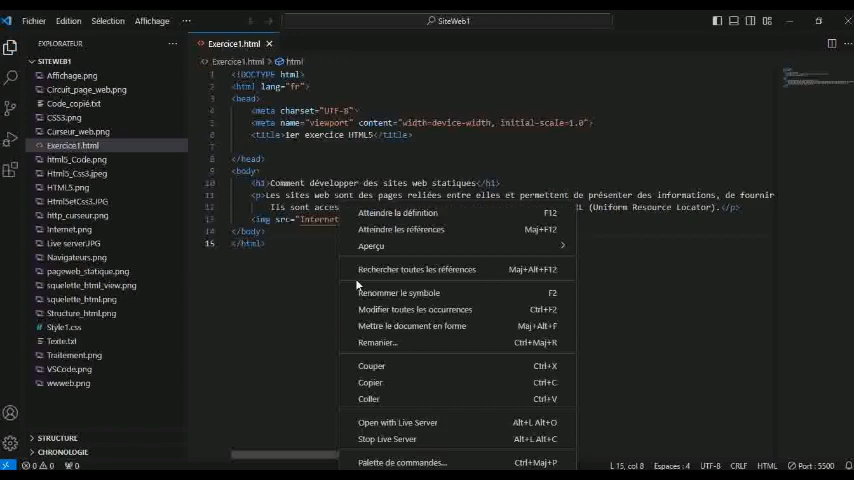 Fichier Edition Sélection Affichage ···
SiteWeb1
EXPLORATEUR ···
SITEWEB1
Affichage.png
Circuit_page_web.png
Code_copié.txt
CSS3.png
Curseur_web.png
Exercice1.html
html5_Code.png
Html5_Css3.jpeg
HTML5.png
Html5etCss3.JPG
http_curseur.png
Internet.png
Live server.JPG
Navigateurs.png
pageweb_statique.png
squelette_html_view.png
squelette_html.png
Structure_html.png
Style1.css
Texte.txt
Traitement.png
VSCode.png
wwweb.png
STRUCTURE
CHRONOLOGIE
<> Exercice1.html ×
<> Exercice1.html > html
1 <!DOCTYPE html>
2 <html lang="fr">
3 <head>
4 <meta charset="UTF-8">
5 <meta name="viewport" content="width=device-width, initial-scale=1.0">
6 <title>1er exercice HTML5</title>
7
8 </head>
9 <body>
10 <h1>Comment développer des sites web statiques</h1>
11 <p>Les sites web sont des pages reliées entre elles et permettent de présenter des informations, de fournir
12 Ils sont acces (Uniform Resource Locator).</p>
13 <img src="Internet
14 </body>
15 </html>
Atteindre la définition F12
Atteindre les références Maj+F12
Aperçu >
Rechercher toutes les références Maj+Alt+F12
Renommer le symbole F2
Modifier toutes les occurrences Ctrl+F2
Mettre le document en forme Maj+Alt+F
Remanier... Ctrl+Maj+R
Couper Ctrl+X
Copier Ctrl+C
Coller Ctrl+V
Open with Live Server Alt+L Alt+O
Stop Live Server Alt+L Alt+C
Palette de commandes... Ctrl+Maj+P
0 0 0 L 15, col 8 Espaces : 4 UTF-8 CRLF HTML Port : 5500